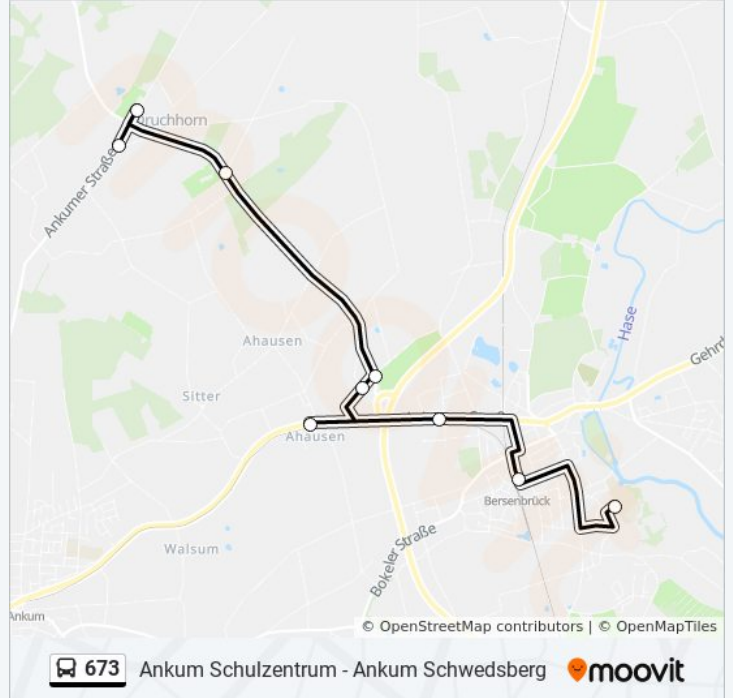 Bruchhorn
Ankumer Straße
Hase
Gehrd
Ahausen
Sitter
Ahausen
Bersenbrück
Bokeler Straße
Walsum
Ankum
© OpenStreetMap contributors | © OpenMapTiles
673 Ankum Schulzentrum - Ankum Schwedsberg moovit